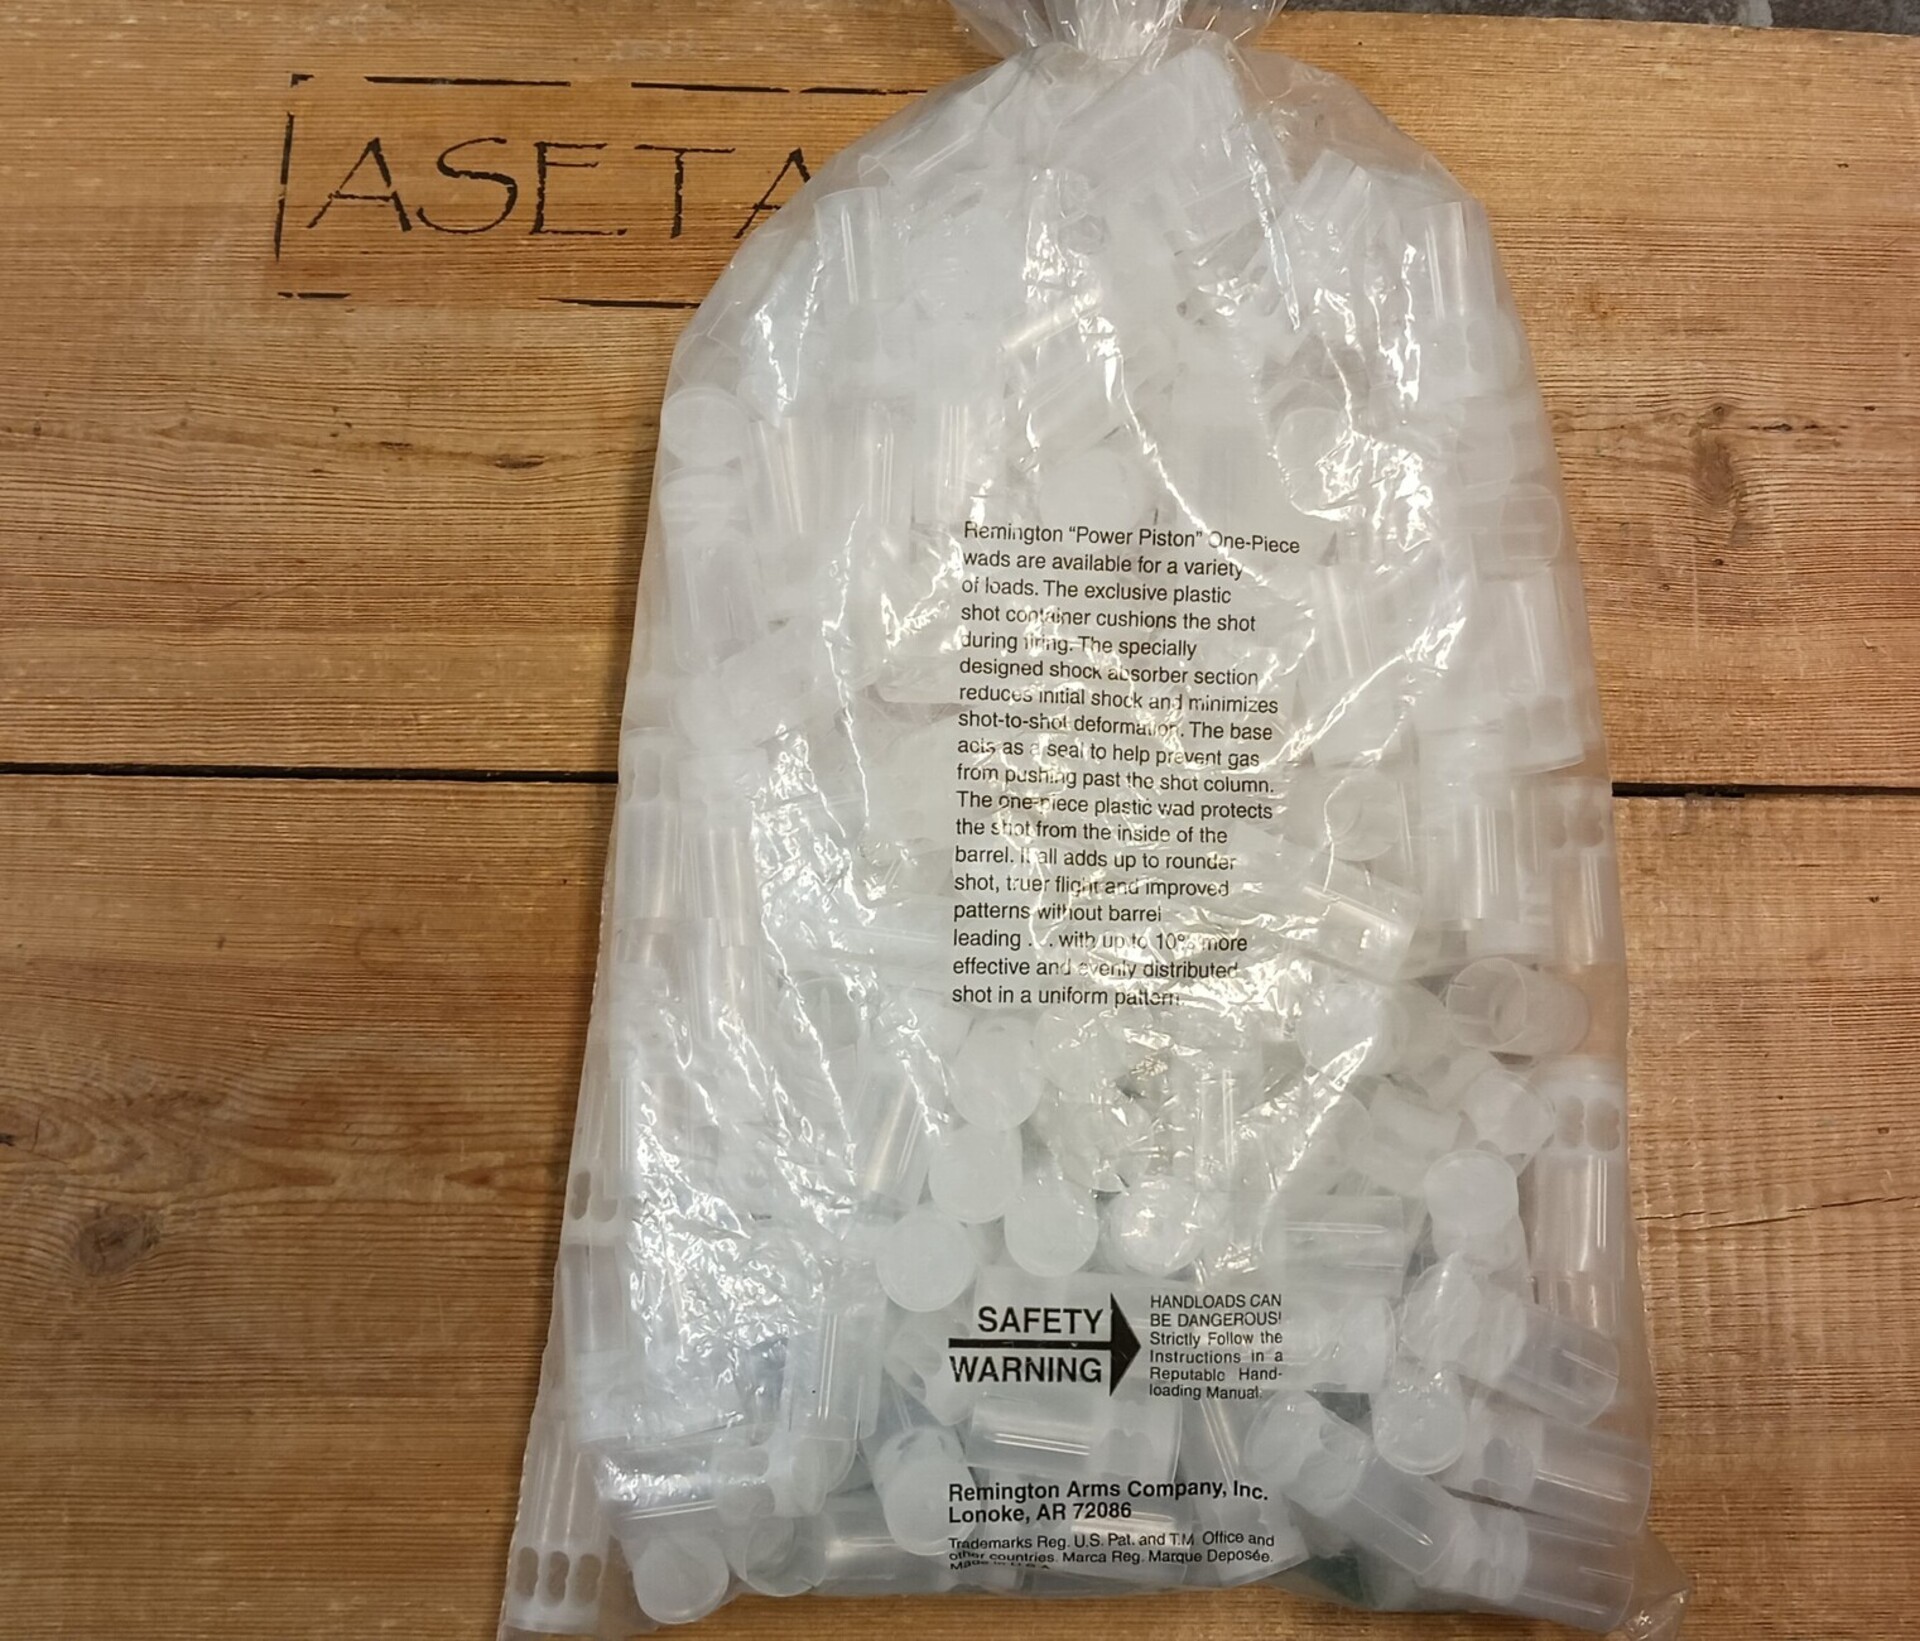 ASETA
Remington “Power Piston” One-Piece
wads are available for a variety
of loads. The exclusive plastic
shot container cushions the shot
during firing. The specially
designed shock absorber section
reduces initial shock and minimizes
shot-to-shot deformation. The base
acts as a seal to help prevent gas
from pushing past the shot column.
The one-piece plastic wad protects
the shot from the inside of the
barrel. It all adds up to rounder
shot, truer flight and improved
patterns without barrel
leading . . . with up to 10% more
effective and evenly distributed
shot in a uniform pattern.
SAFETY
WARNING
HANDLOADS CAN
BE DANGEROUS!
Strictly Follow the
Instructions in a
Reputable Hand-
loading Manual.
Remington Arms Company, Inc.
Lonoke, AR 72086
Trademarks Reg. U.S. Pat. and T.M. Office and
other countries. Marca Reg. Marque Deposée.
Made in U.S.A.